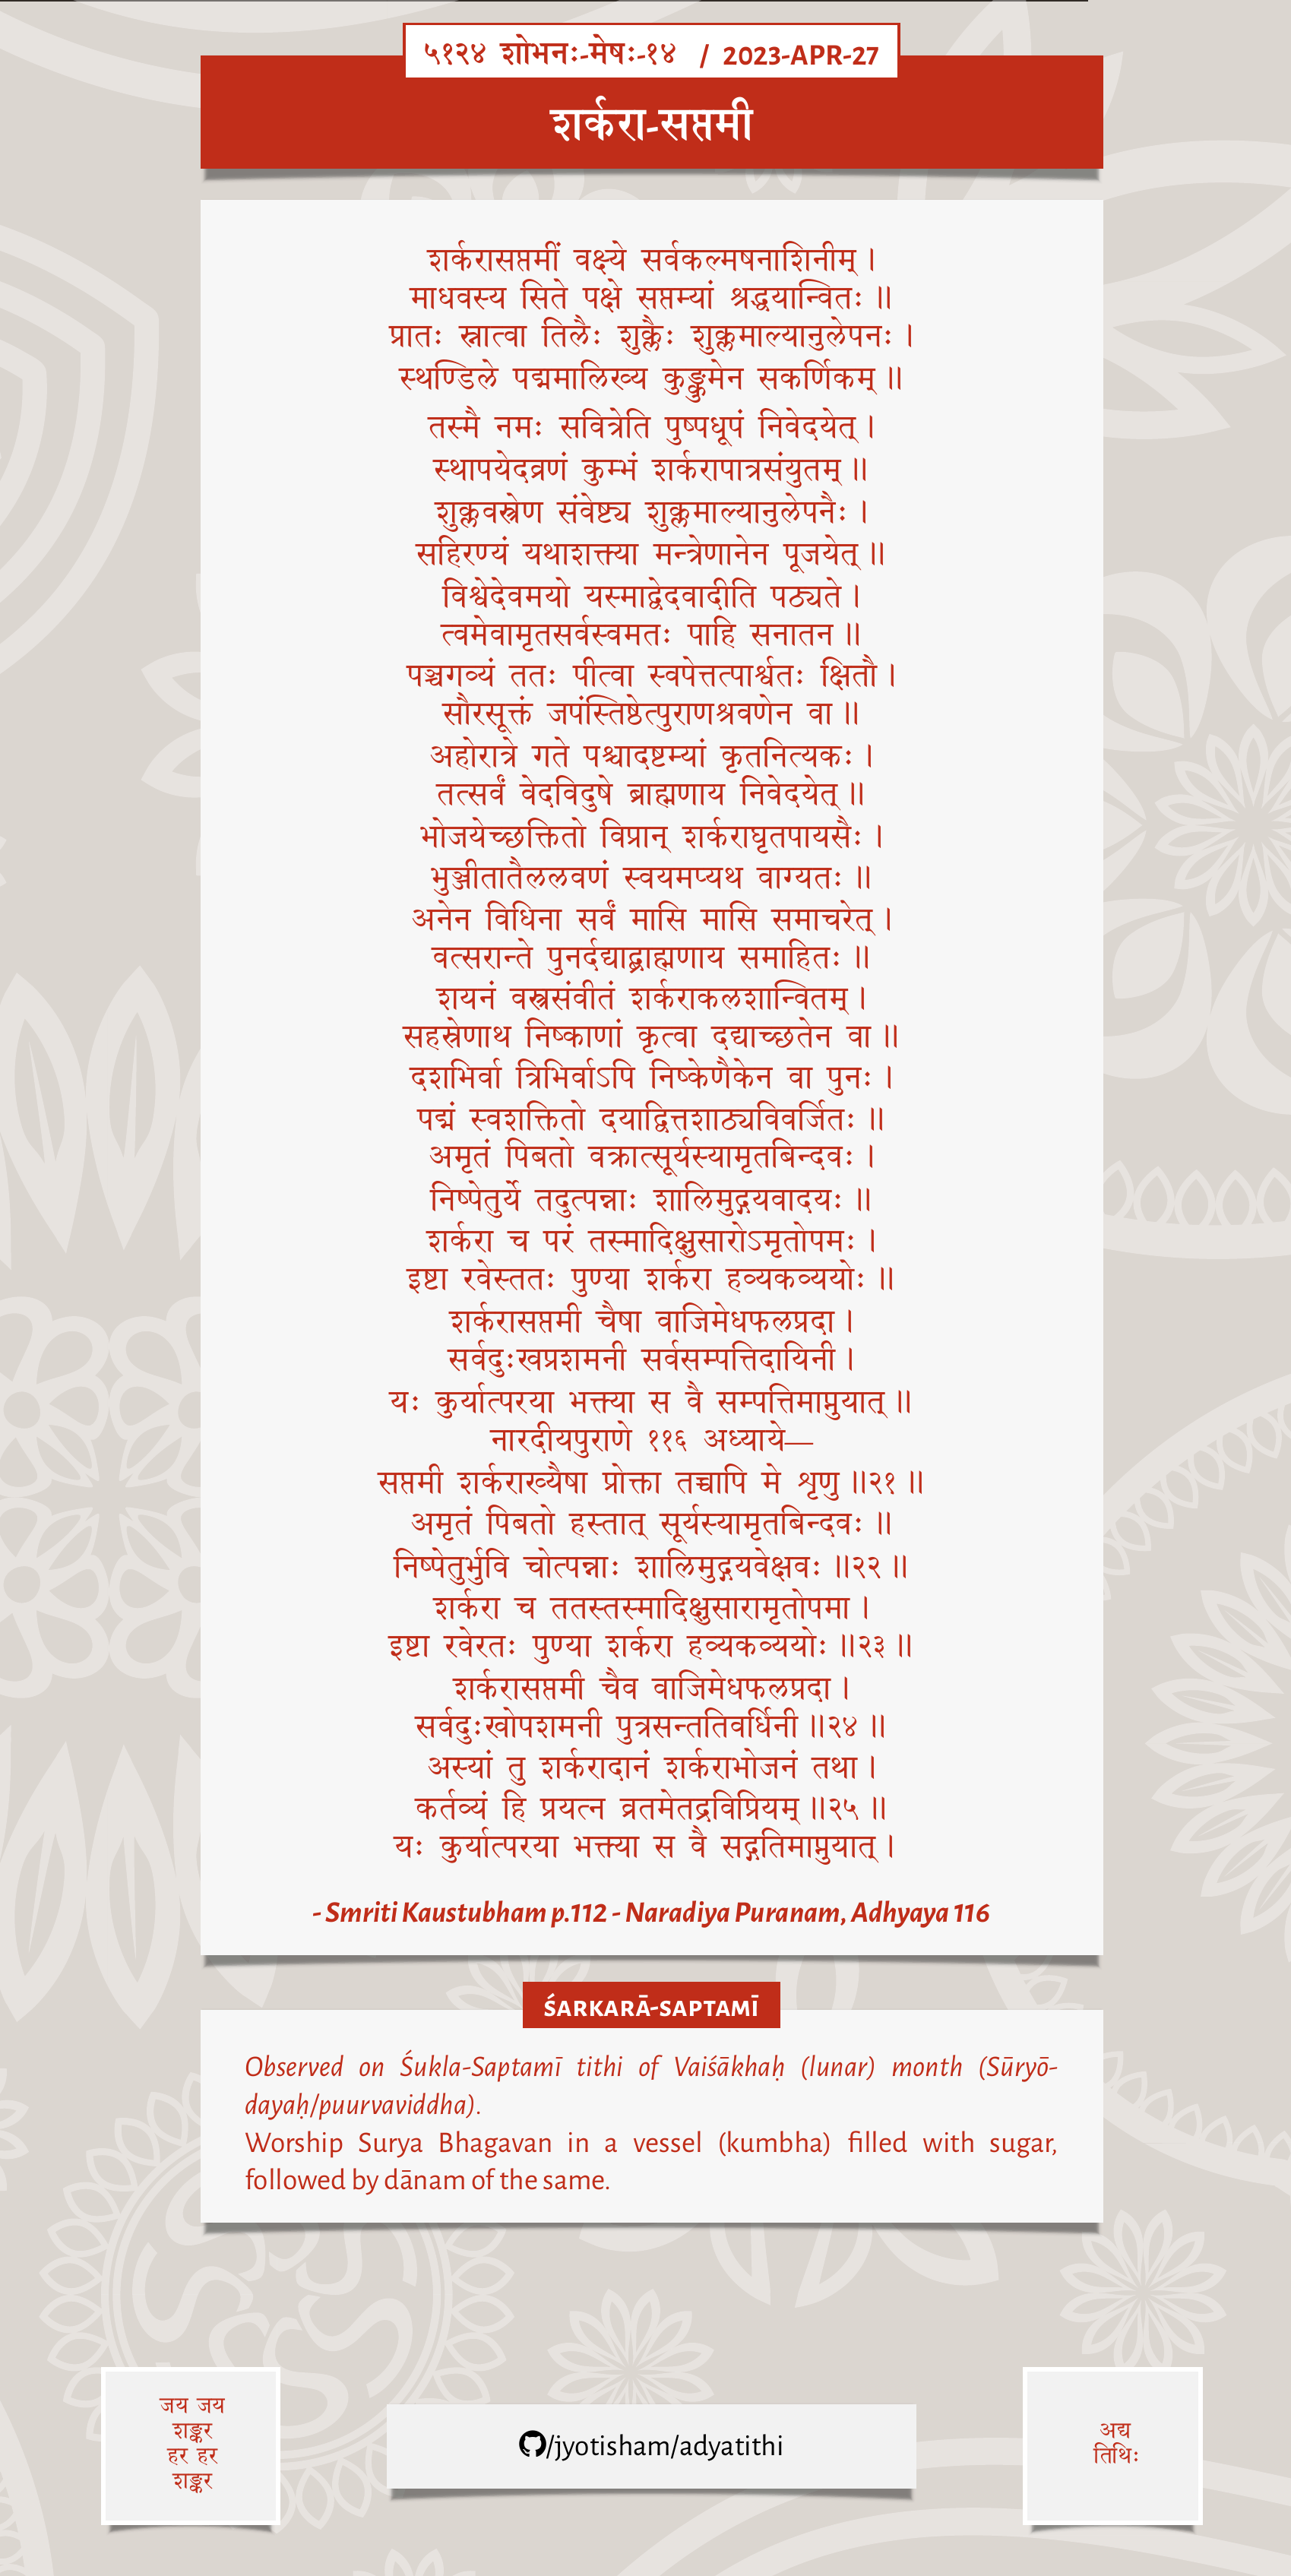 ५१२४ शोभनः-मेषः-१४ / 2023-APR-27
शर्करा-सप्तमी
शर्करासप्तमीं वक्ष्ये सर्वकल्मषनाशिनीम् ।
माधवस्य सिते पक्षे सप्तम्यां श्रद्धयान्वितः ॥
प्रातः स्नात्वा तिलैः शुक्लैः शुक्लमाल्यानुलेपनः ।
स्थण्डिले पद्ममालिख्य कुङ्कुमेन सकर्णिकम् ॥
तस्मै नमः सवित्रेति पुष्पधूपं निवेदयेत् ।
स्थापयेदव्रणं कुम्भं शर्करापात्रसंयुतम् ॥
शुक्लवस्त्रेण संवेष्ट्य शुक्लमाल्यानुलेपनैः ।
सहिरण्यं यथाशक्त्या मन्त्रेणानेन पूजयेत् ॥
विश्वेदेवमयो यस्माद्वेदवादीति पठ्यते ।
त्वमेवामृतसर्वस्वमतः पाहि सनातन ॥
पञ्चगव्यं ततः पीत्वा स्वपेत्तत्पार्श्वतः क्षितौ ।
सौरसूक्तं जपंस्तिष्ठेत्पुराणश्रवणेन वा ॥
अहोरात्रे गते पश्चादष्टम्यां कृतनित्यकः ।
तत्सर्वं वेदविदुषे ब्राह्मणाय निवेदयेत् ॥
भोजयेच्छक्तितो विप्रान् शर्कराघृतपायसैः ।
भुञ्जीतातैललवणं स्वयमप्यथ वाग्यतः ॥
अनेन विधिना सर्वं मासि मासि समाचरेत् ।
वत्सरान्ते पुनर्दद्याद्ब्राह्मणाय समाहितः ॥
शयनं वस्त्रसंवीतं शर्कराकलशान्वितम् ।
सहस्रेणाथ निष्काणां कृत्वा दद्याच्छतेन वा ॥
दशभिर्वा त्रिभिर्वाऽपि निष्केणैकेन वा पुनः ।
पद्मं स्वशक्तितो दयाद्वित्तशाठ्यविवर्जितः ॥
अमृतं पिबतो वक्रात्सूर्यस्यामृतबिन्दवः ।
निष्पेतुर्ये तदुत्पन्नाः शालिमुद्गयवादयः ॥
शर्करा च परं तस्मादिक्षुसारोऽमृतोपमः ।
इष्टा रवेस्ततः पुण्या शर्करा हव्यकव्ययोः ॥
शर्करासप्तमी चैषा वाजिमेधफलप्रदा ।
सर्वदुःखप्रशमनी सर्वसम्पत्तिदायिनी ।
यः कुर्यात्परया भक्त्या स वै सम्पत्तिमाप्नुयात् ॥
नारदीयपुराणे ११६ अध्याये—
सप्तमी शर्कराख्यैषा प्रोक्ता तच्चापि मे शृणु ॥२१ ॥
अमृतं पिबतो हस्तात् सूर्यस्यामृतबिन्दवः ॥
निष्पेतुर्भुवि चोत्पन्नाः शालिमुद्गयवेक्षवः ॥२२ ॥
शर्करा च ततस्तस्मादिक्षुसारामृतोपमा ।
इष्टा रवेरतः पुण्या शर्करा हव्यकव्ययोः ॥२३ ॥
शर्करासप्तमी चैव वाजिमेधफलप्रदा ।
सर्वदुःखोपशमनी पुत्रसन्ततिवर्धिनी ॥२४ ॥
अस्यां तु शर्करादानं शर्कराभोजनं तथा ।
कर्तव्यं हि प्रयत्न व्रतमेतद्रविप्रियम् ॥२५ ॥
यः कुर्यात्परया भक्त्या स वै सद्गतिमाप्नुयात् ।
- Smriti Kaustubham p.112 - Naradiya Puranam, Adhyaya 116
ŚARKARĀ-SAPTAMĪ
Observed on Śukla-Saptamī tithi of Vaiśākhaḥ (lunar) month (Sūryō-
dayaḥ/puurvaviddha).
Worship Surya Bhagavan in a vessel (kumbha) filled with sugar,
followed by dānam of the same.
जय जय
शङ्कर
हर हर
शङ्कर
/jyotisham/adyatithi
अद्य
तिथिः